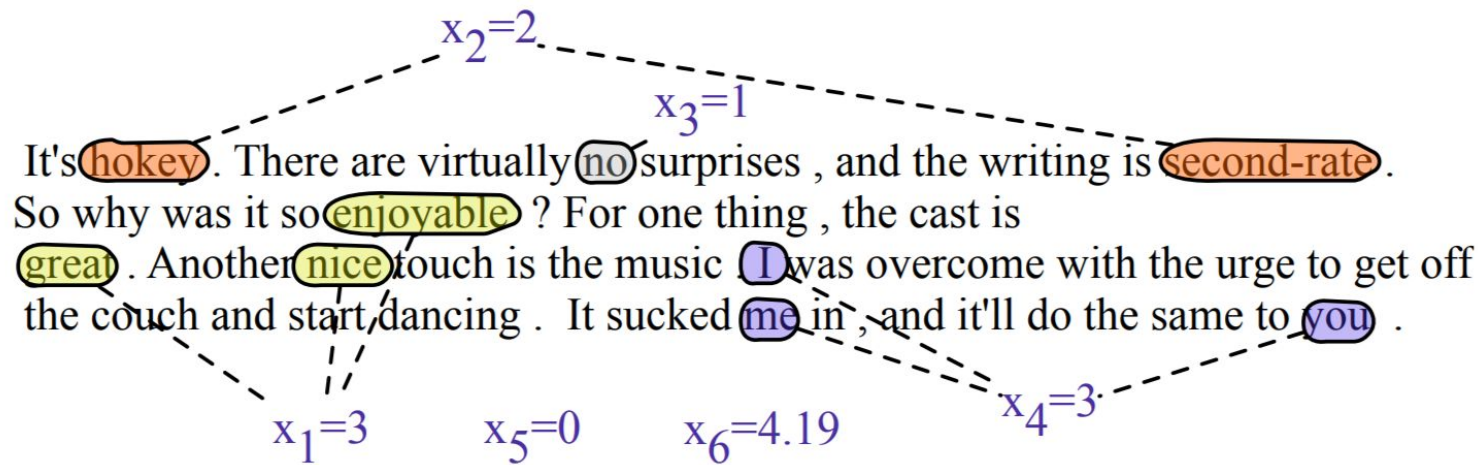 x2=2
x3=1
It's hokey . There are virtually no surprises , and the writing is second-rate .
So why was it so enjoyable ? For one thing , the cast is
great . Another nice touch is the music . I was overcome with the urge to get off
the couch and start dancing . It sucked me in , and it'll do the same to you .
x1=3 x5=0 x6=4.19 x4=3